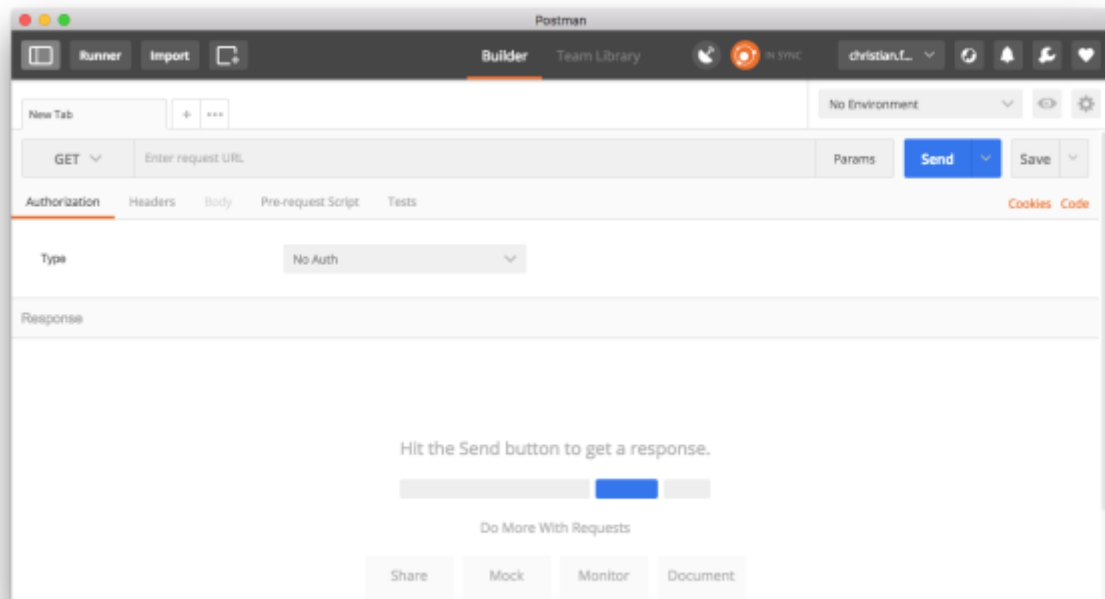 Postman
Runner Import Builder Team Library IN SYNC christian.f...
New Tab + ••• No Environment
GET Enter request URL Params Send Save
Authorization Headers Body Pre-request Script Tests Cookies Code
Type No Auth
Response
Hit the Send button to get a response.
Do More With Requests
Share Mock Monitor Document